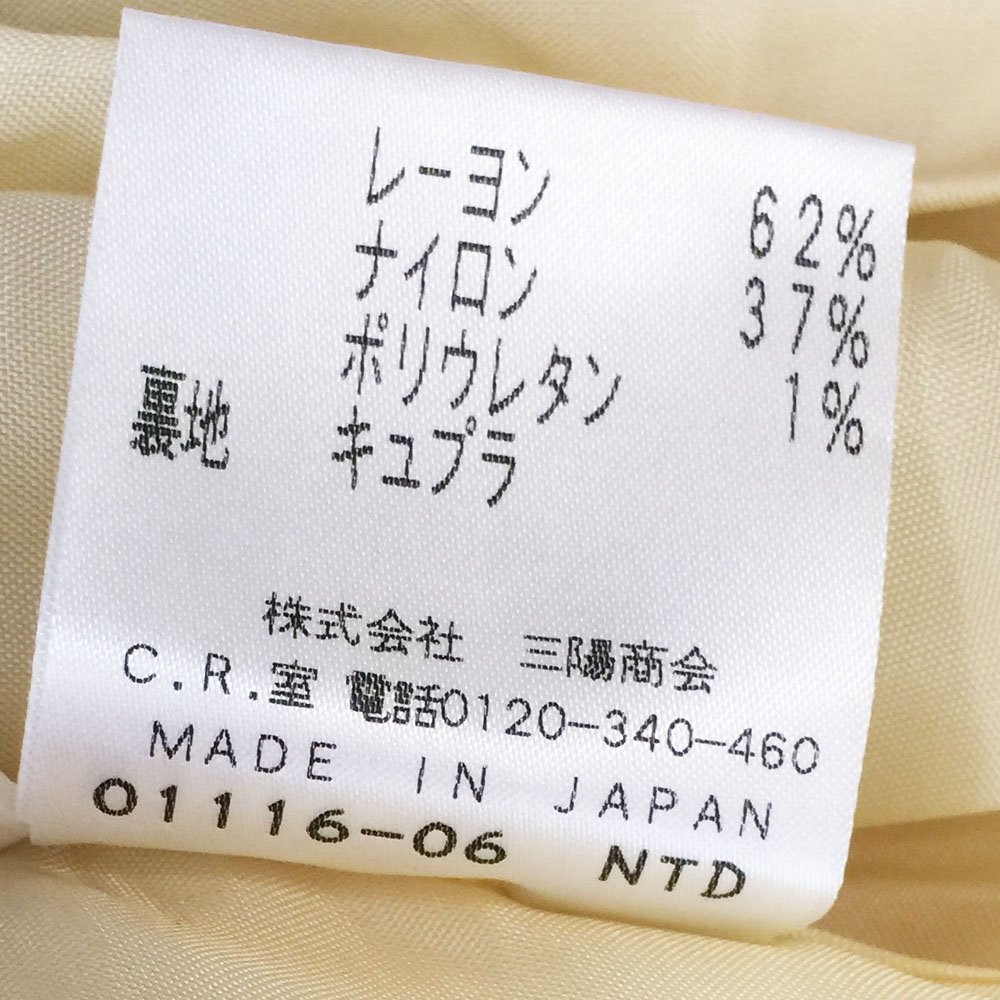 レーヨン 62%
ナイロン 37%
ポリウレタン 1%
裏地 キュプラ
株式会社 三陽商会
C.R.室 電話0120-340-460
MADE IN JAPAN
01116-06 NTD